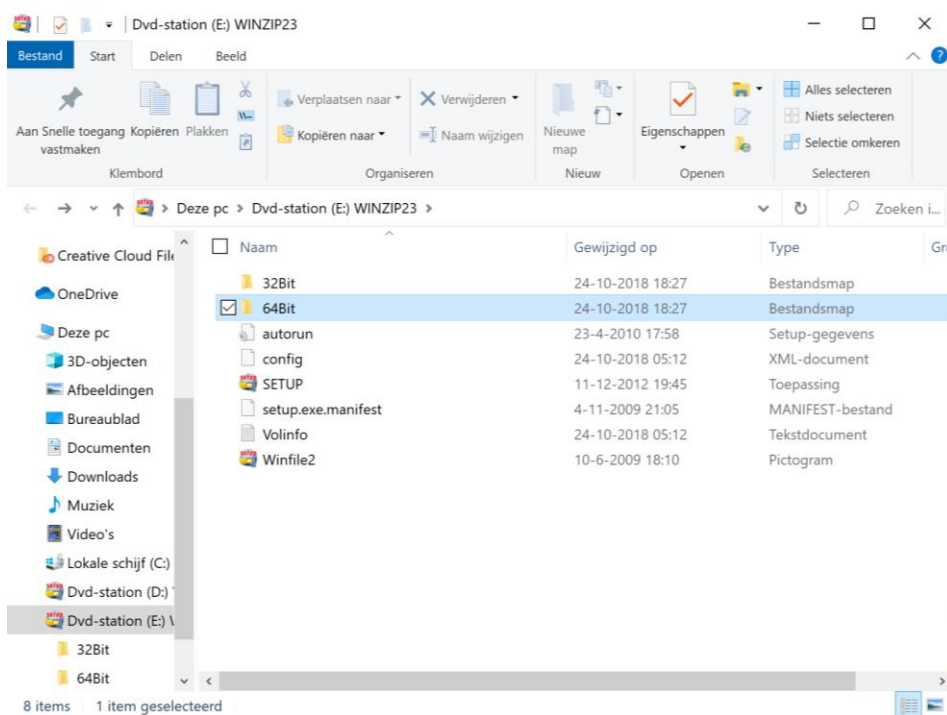 Dvd-station (E:) WINZIP23
Bestand Start Delen Beeld
Aan Snelle toegang vastmaken
Kopiëren
Plakken
Klembord
Verplaatsen naar
Kopiëren naar
Verwijderen
Naam wijzigen
Organiseren
Nieuwe map
Nieuw
Eigenschappen
Openen
Alles selecteren
Niets selecteren
Selectie omkeren
Selecteren
Deze pc > Dvd-station (E:) WINZIP23 >
Zoeken i...
Creative Cloud File
OneDrive
Deze pc
3D-objecten
Afbeeldingen
Bureaublad
Documenten
Downloads
Muziek
Video's
Lokale schijf (C:)
Dvd-station (D:)
Dvd-station (E:)
32Bit
64Bit
Naam Gewijzigd op Type Gr
32Bit 24-10-2018 18:27 Bestandsmap
64Bit 24-10-2018 18:27 Bestandsmap
autorun 23-4-2010 17:58 Setup-gegevens
config 24-10-2018 05:12 XML-document
SETUP 11-12-2012 19:45 Toepassing
setup.exe.manifest 4-11-2009 21:05 MANIFEST-bestand
Volinfo 24-10-2018 05:12 Tekstdocument
Winfile2 10-6-2009 18:10 Pictogram
8 items 1 item geselecteerd